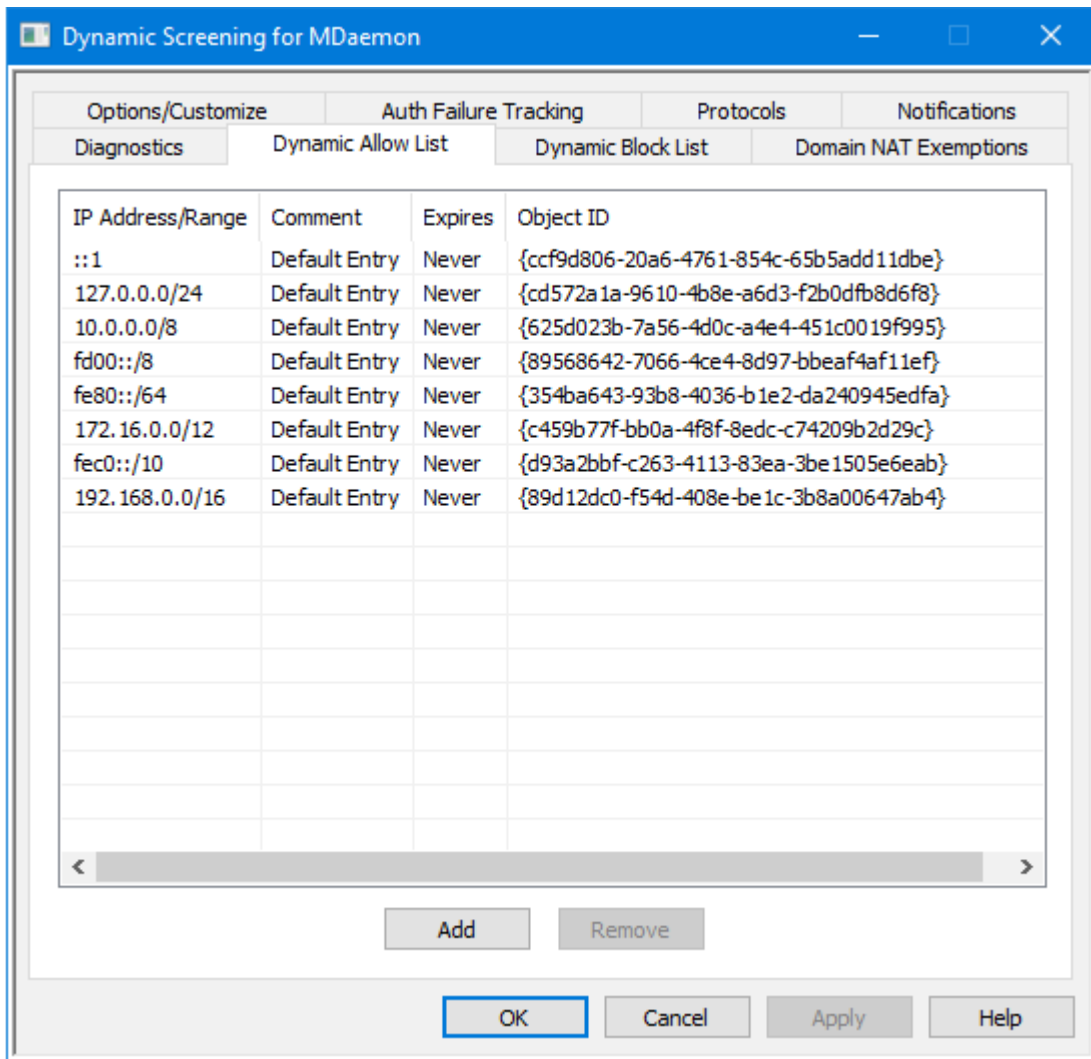 Dynamic Screening for MDaemon
Options/Customize Auth Failure Tracking Protocols Notifications
Diagnostics Dynamic Allow List Dynamic Block List Domain NAT Exemptions
IP Address/Range Comment Expires Object ID
::1 Default Entry Never {ccf9d806-20a6-4761-854c-65b5add11dbe}
127.0.0.0/24 Default Entry Never {cd572a1a-9610-4b8e-a6d3-f2b0dfb8d6f8}
10.0.0.0/8 Default Entry Never {625d023b-7a56-4d0c-a4e4-451c0019f995}
fd00::/8 Default Entry Never {89568642-7066-4ce4-8d97-bbeaf4af11ef}
fe80::/64 Default Entry Never {354ba643-93b8-4036-b1e2-da240945edfa}
172.16.0.0/12 Default Entry Never {c459b77f-bb0a-4f8f-8edc-c74209b2d29c}
fec0::/10 Default Entry Never {d93a2bbf-c263-4113-83ea-3be1505e6eab}
192.168.0.0/16 Default Entry Never {89d12dc0-f54d-408e-be1c-3b8a00647ab4}
Add Remove
OK Cancel Apply Help